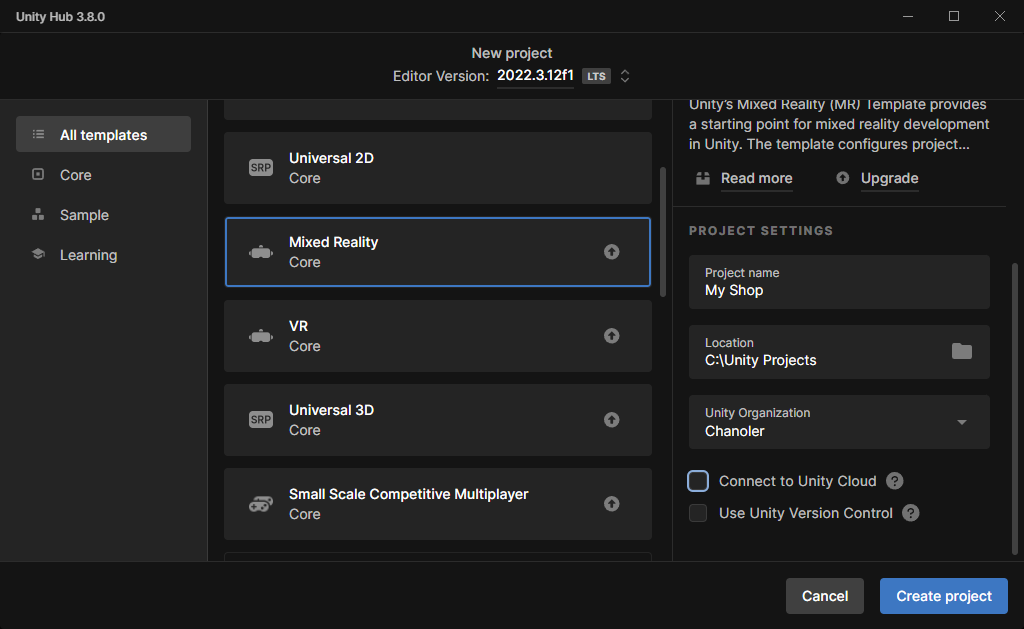 Unity Hub 3.8.0
New project
Editor Version: 2022.3.12f1 LTS
All templates
Core
Sample
Learning
SRP
Universal 2D
Core
Mixed Reality
Core
VR
Core
SRP
Universal 3D
Core
Small Scale Competitive Multiplayer
Core
Unity's Mixed Reality (MR) Template provides
a starting point for mixed reality development
in Unity. The template configures project...
Read more
Upgrade
PROJECT SETTINGS
Project name
My Shop
Location
C:\Unity Projects
Unity Organization
Chanoler
Connect to Unity Cloud ?
Use Unity Version Control ?
Cancel
Create project